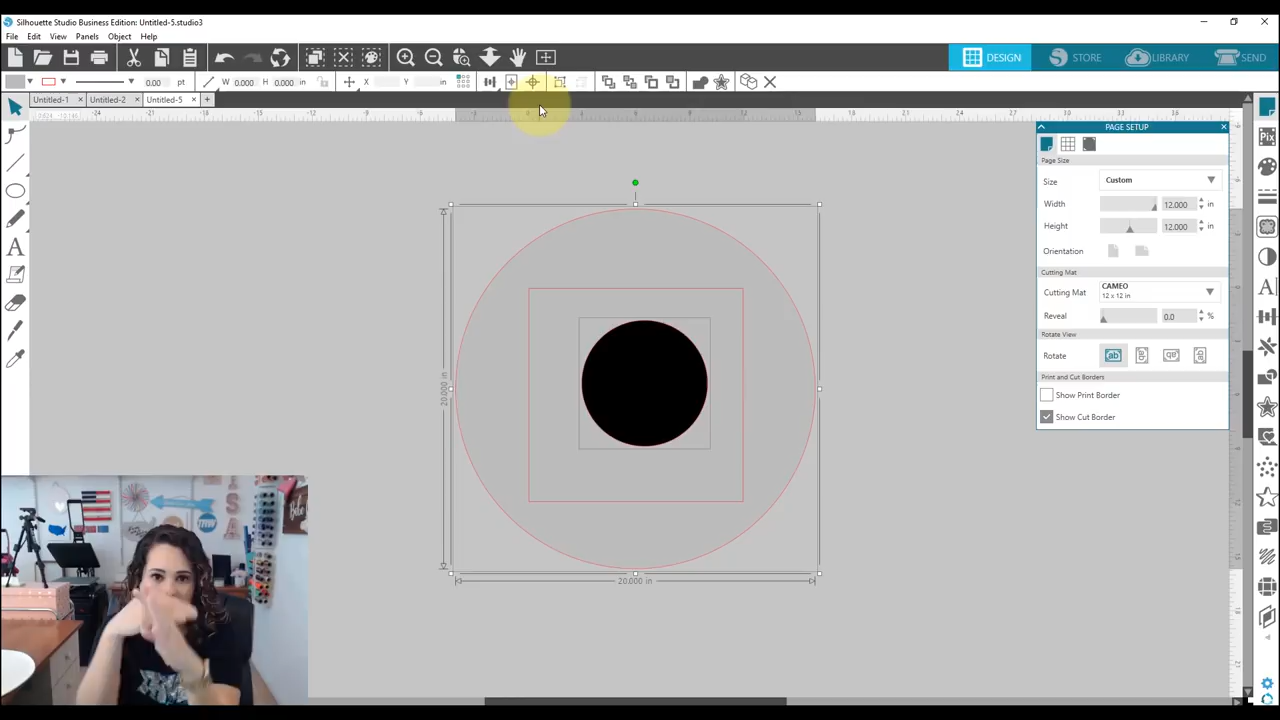 Silhouette Studio Business Edition: Untitled-5.studio3
File Edit View Panels Object Help
DESIGN STORE LIBRARY SEND
0.00 pt W 0.000 H 0.000 X Y in
Untitled-1 Untitled-2 Untitled-5
PAGE SETUP
Page Size
Size Custom
Width 12.000 in
Height 12.000 in
Orientation
Cutting Mat
Cutting Mat CAMEO
12 x 12 in
Reveal 0.0 %
Rotate View
Rotate
Print and Cut Borders
Show Print Border
Show Cut Border
20.000 in
20.000 in